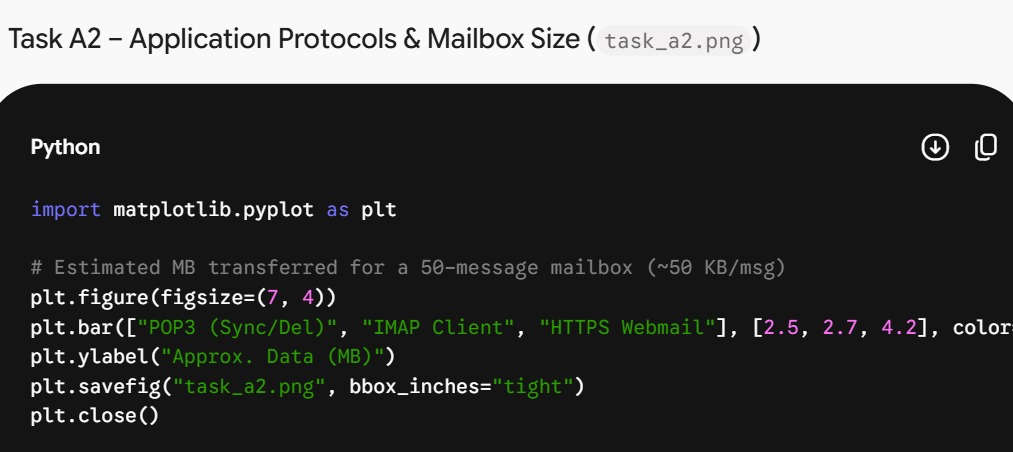 Task A2 – Application Protocols & Mailbox Size ( task_a2.png )
Python
import matplotlib.pyplot as plt
# Estimated MB transferred for a 50-message mailbox (~50 KB/msg)
plt.figure(figsize=(7, 4))
plt.bar(["POP3 (Sync/Del)", "IMAP Client", "HTTPS Webmail"], [2.5, 2.7, 4.2], color=
plt.ylabel("Approx. Data (MB)")
plt.savefig("task_a2.png", bbox_inches="tight")
plt.close()